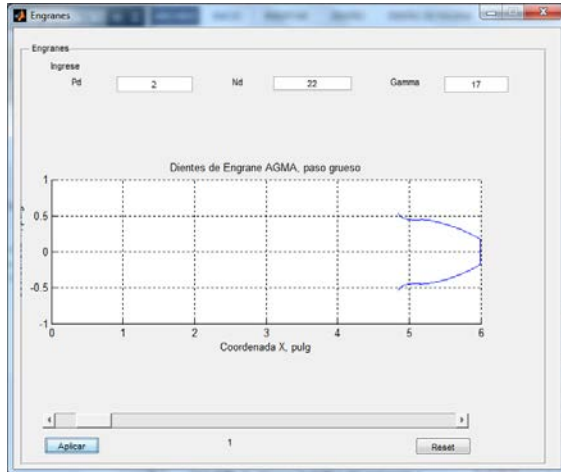 Engranes
Engranes
Ingrese
Pd 2 Nd 22 Gamma 17
Dientes de Engrane AGMA, paso grueso
1
0.5
0
-0.5
-1
0 1 2 3 4 5 6
Coordenada X, pulg
1
Aplicar
Reset